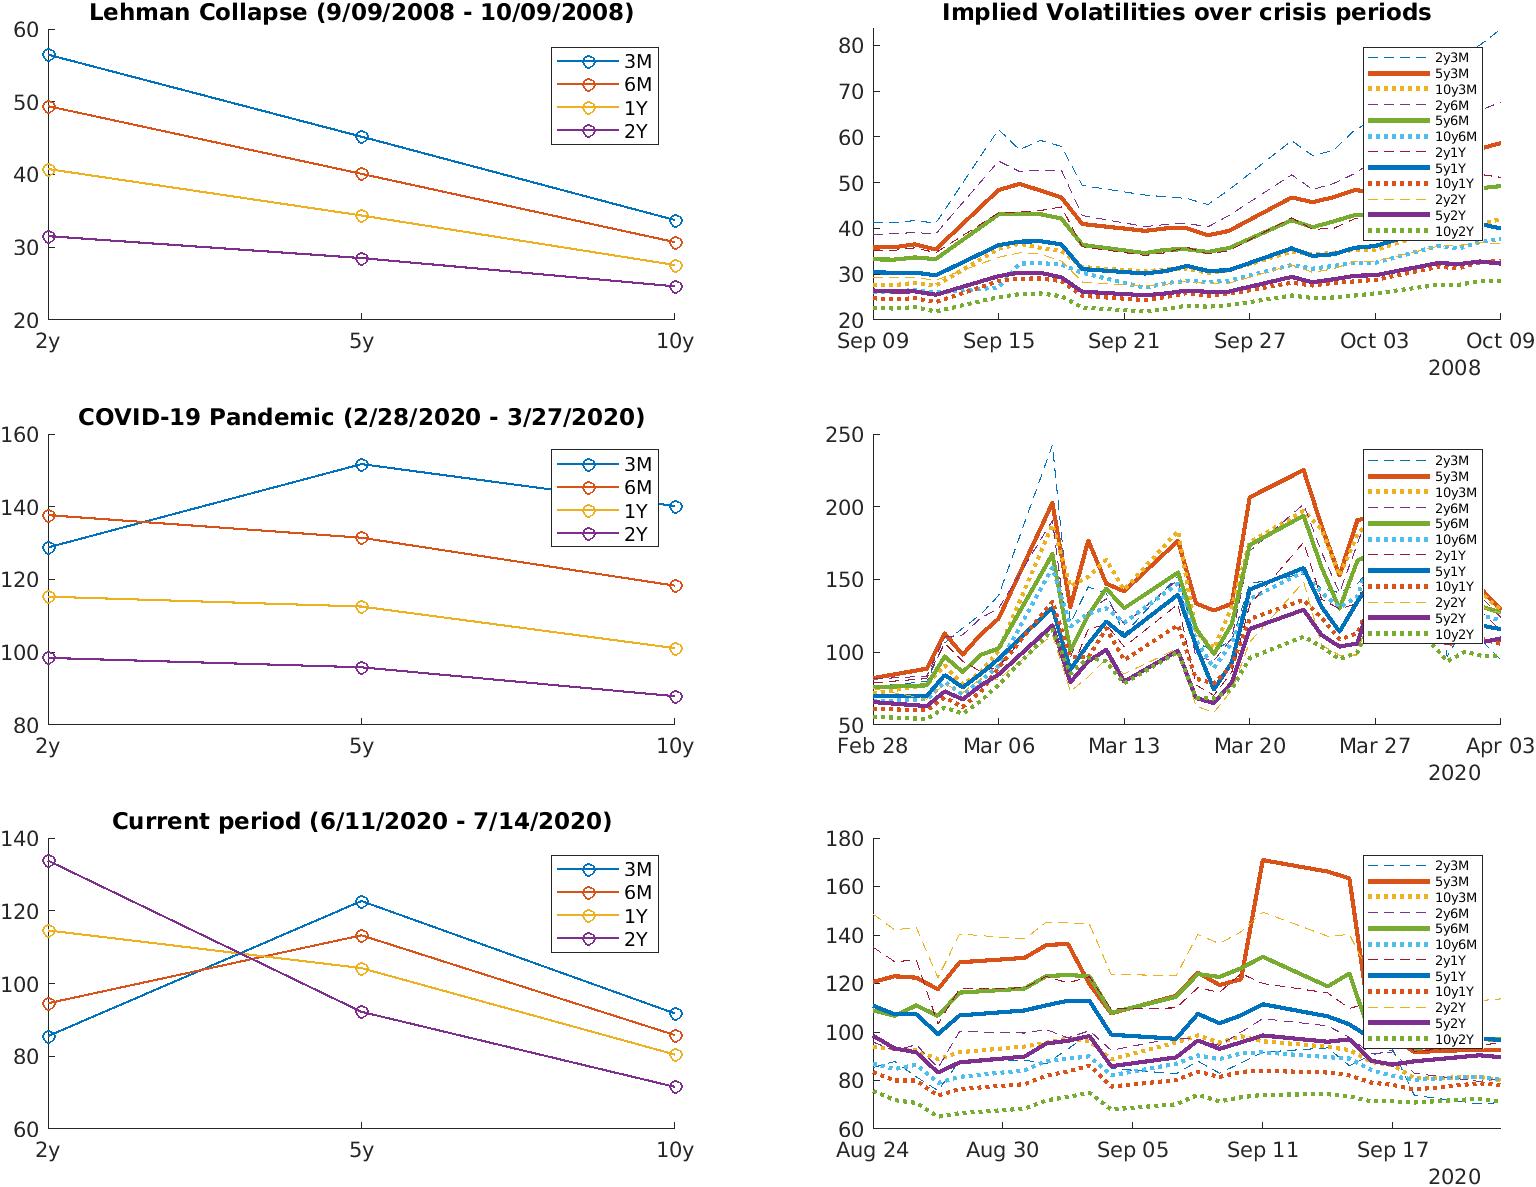 Lehman Collapse (9/09/2008 - 10/09/2008)
60
50
40
30
20
2y
5y
10y
3M
6M
1Y
2Y
Implied Volatilities over crisis periods
80
70
60
50
40
30
20
Sep 09
Sep 15
Sep 21
Sep 27
Oct 03
Oct 09
2008
2y3M
5y3M
10y3M
2y6M
5y6M
10y6M
2y1Y
5y1Y
10y1Y
2y2Y
5y2Y
10y2Y
COVID-19 Pandemic (2/28/2020 - 3/27/2020)
160
140
120
100
80
2y
5y
10y
3M
6M
1Y
2Y
250
200
150
100
50
Feb 28
Mar 06
Mar 13
Mar 20
Mar 27
Apr 03
2020
2y3M
5y3M
10y3M
2y6M
5y6M
10y6M
2y1Y
5y1Y
10y1Y
2y2Y
5y2Y
10y2Y
Current period (6/11/2020 - 7/14/2020)
140
120
100
80
60
2y
5y
10y
3M
6M
1Y
2Y
180
160
140
120
100
80
60
Aug 24
Aug 30
Sep 05
Sep 11
Sep 17
2020
2y3M
5y3M
10y3M
2y6M
5y6M
10y6M
2y1Y
5y1Y
10y1Y
2y2Y
5y2Y
10y2Y